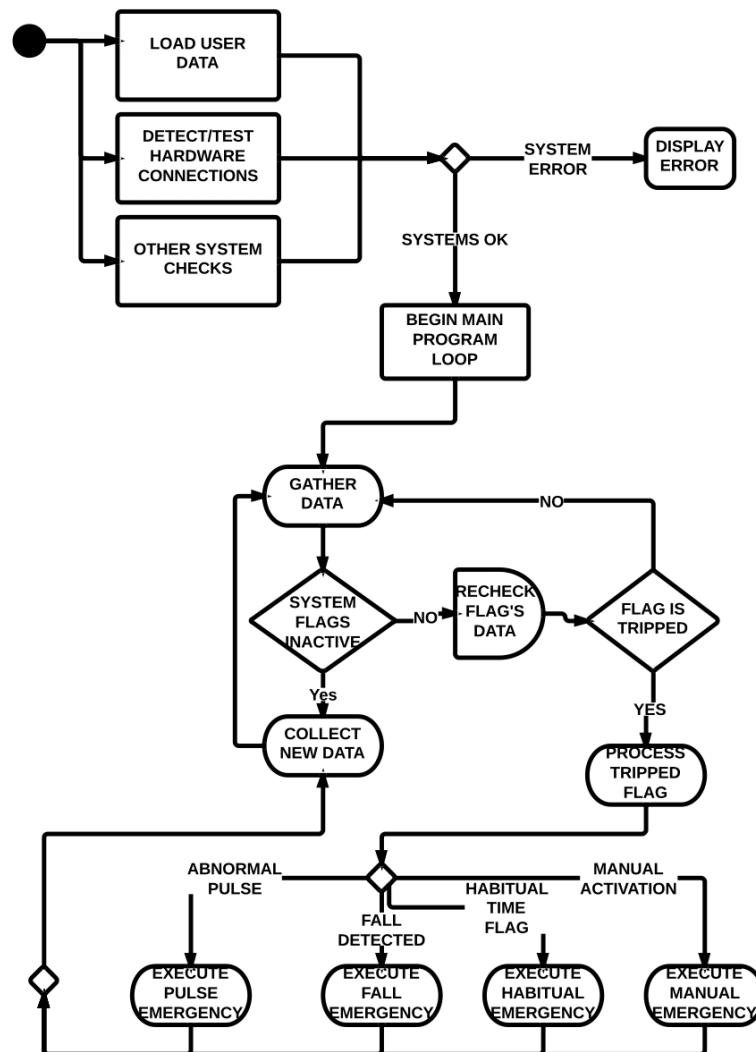 LOAD USER
DATA
DETECT/TEST
HARDWARE
CONNECTIONS
OTHER SYSTEM
CHECKS
SYSTEM
ERROR
DISPLAY
ERROR
SYSTEMS OK
BEGIN MAIN
PROGRAM
LOOP
GATHER
DATA
NO
SYSTEM
FLAGS
INACTIVE
NO
RECHECK
FLAG'S
DATA
FLAG IS
TRIPPED
Yes
YES
COLLECT
NEW DATA
PROCESS
TRIPPED
FLAG
ABNORMAL
PULSE
FALL
DETECTED
HABITUAL
TIME
FLAG
MANUAL
ACTIVATION
EXECUTE
PULSE
EMERGENCY
EXECUTE
FALL
EMERGENCY
EXECUTE
HABITUAL
EMERGENCY
EXECUTE
MANUAL
EMERGENCY